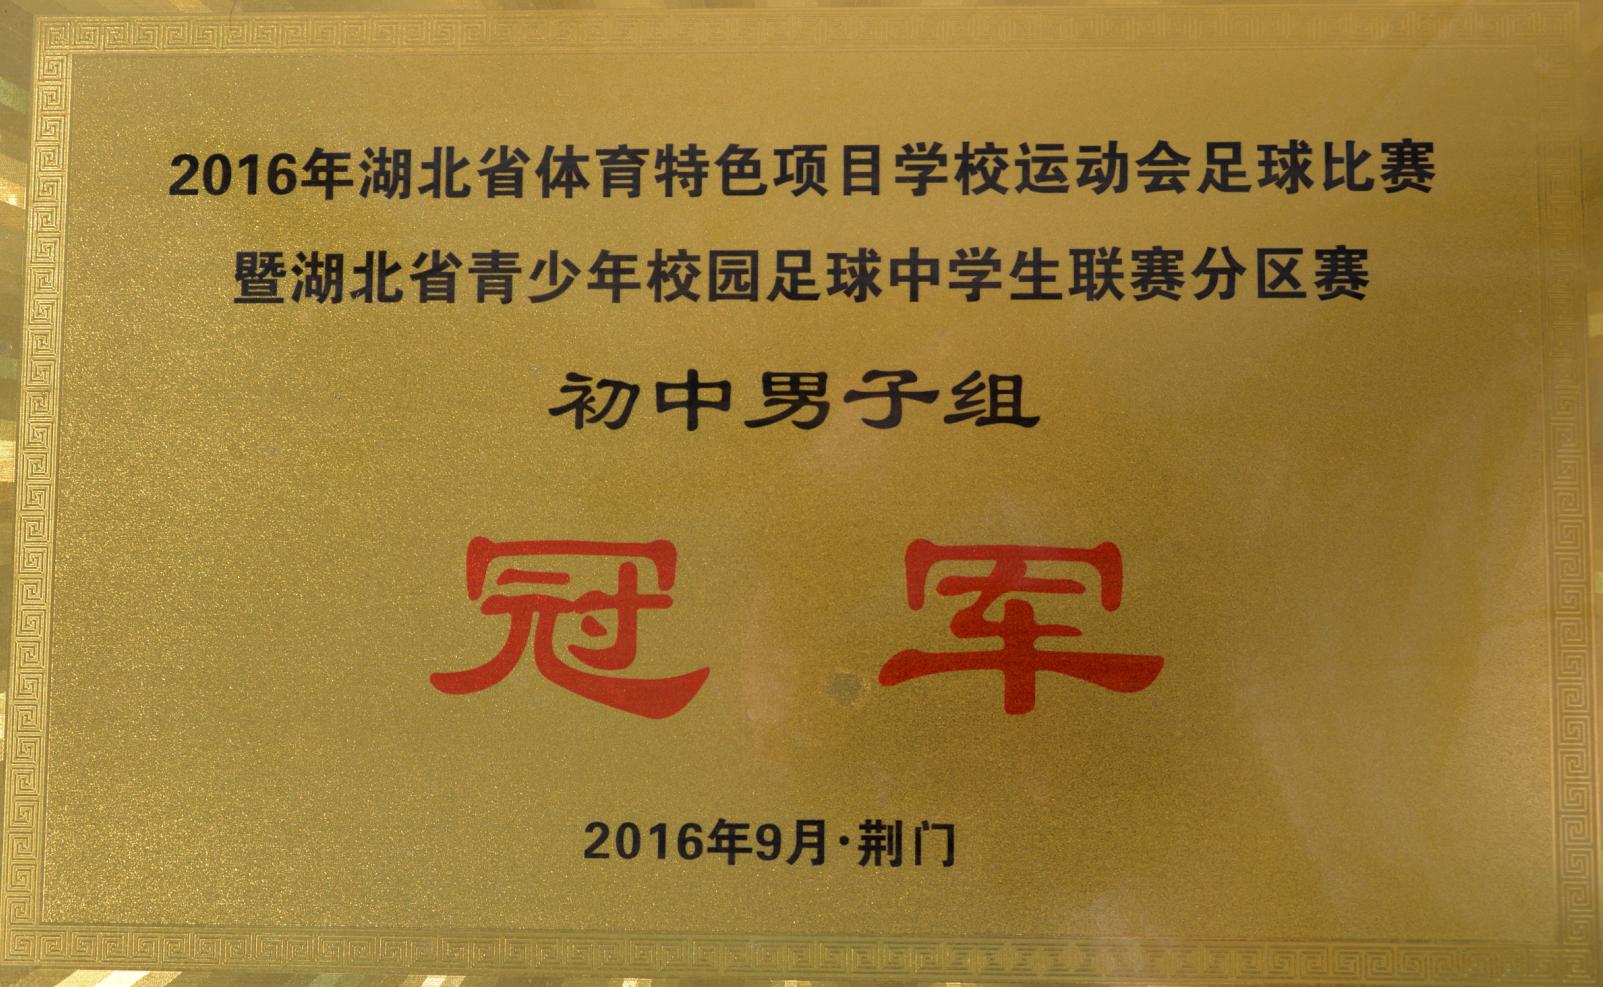 2016年湖北省体育特色项目学校运动会足球比赛
暨湖北省青少年校园足球中学生联赛分区赛
初中男子组
冠军
2016年9月·荆门